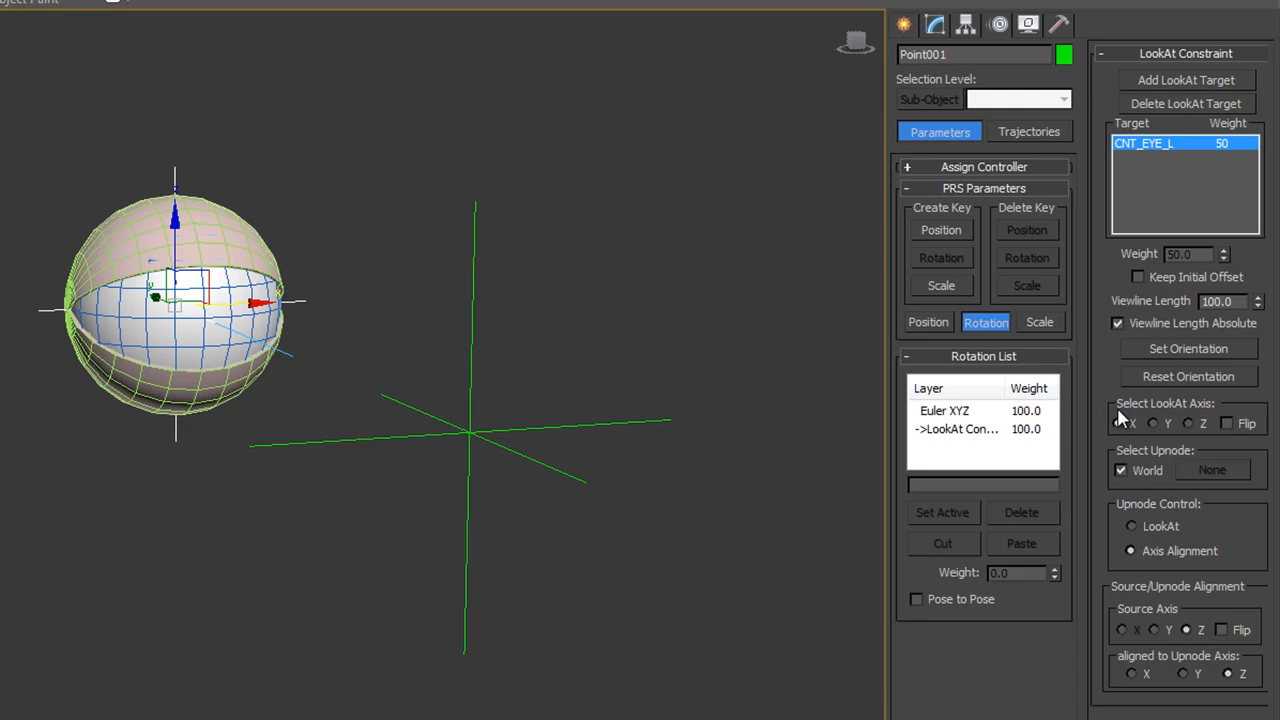 Object Paint
Point001
Selection Level:
Sub-Object
Parameters
Trajectories
+ Assign Controller
- PRS Parameters
Create Key
Delete Key
Position
Position
Rotation
Rotation
Scale
Scale
Position
Rotation
Scale
- Rotation List
Layer Weight
Euler XYZ 100.0
->LookAt Con... 100.0
Set Active
Delete
Cut
Paste
Weight: 0.0
Pose to Pose
- LookAt Constraint
Add LookAt Target
Delete LookAt Target
Target Weight
CNT_EYE_L 50
Weight 50.0
Keep Initial Offset
Viewline Length 100.0
Viewline Length Absolute
Set Orientation
Reset Orientation
Select LookAt Axis:
X Y Z Flip
Select Upnode:
World None
Upnode Control:
LookAt
Axis Alignment
Source/Upnode Alignment
Source Axis
X Y Z Flip
aligned to Upnode Axis:
X Y Z